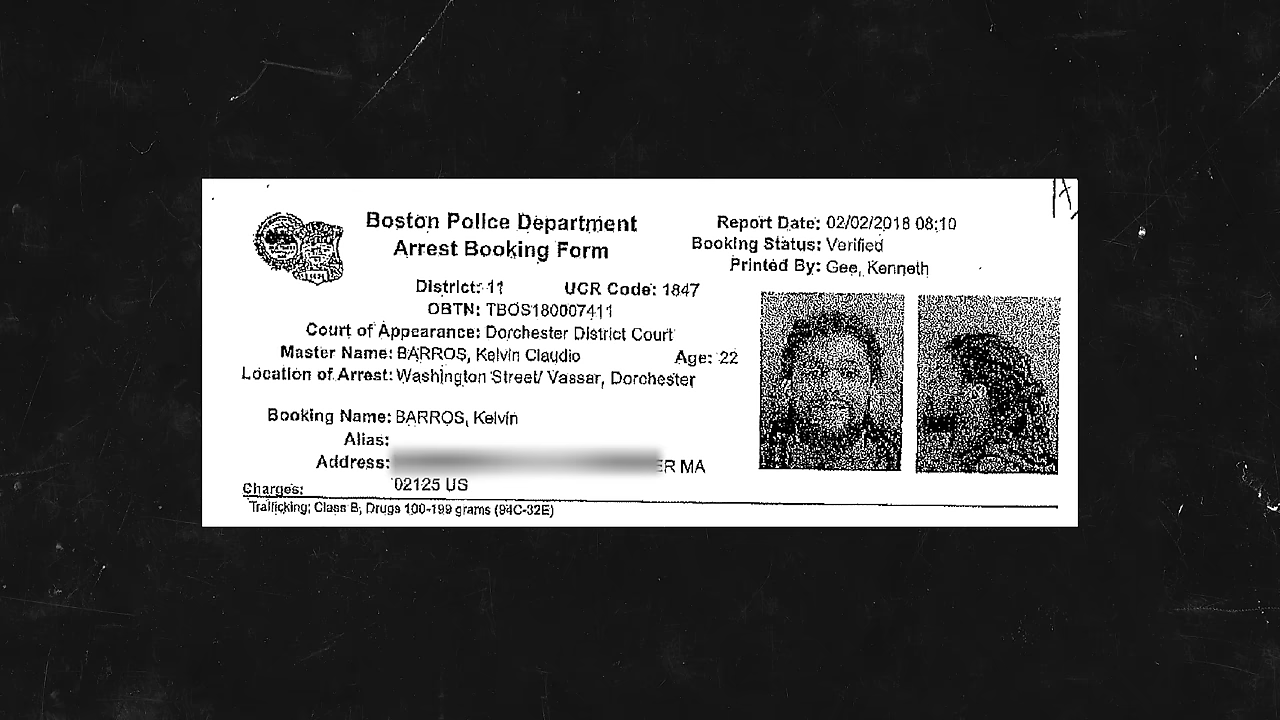 Boston Police Department
Arrest Booking Form
Report Date: 02/02/2018 08:10
Booking Status: Verified
Printed By: Gee, Kenneth
District: 11 UCR Code: 1847
OBTN: TBOS180007411
Court of Appearance: Dorchester District Court
Master Name: BARROS, Kelvin Claudio Age: 22
Location of Arrest: Washington Street/ Vassar, Dorchester
Booking Name: BARROS, Kelvin
Alias:
Address: ER MA
02125 US
Charges:
Trafficking; Class B; Drugs 100-199 grams (94C-32E)